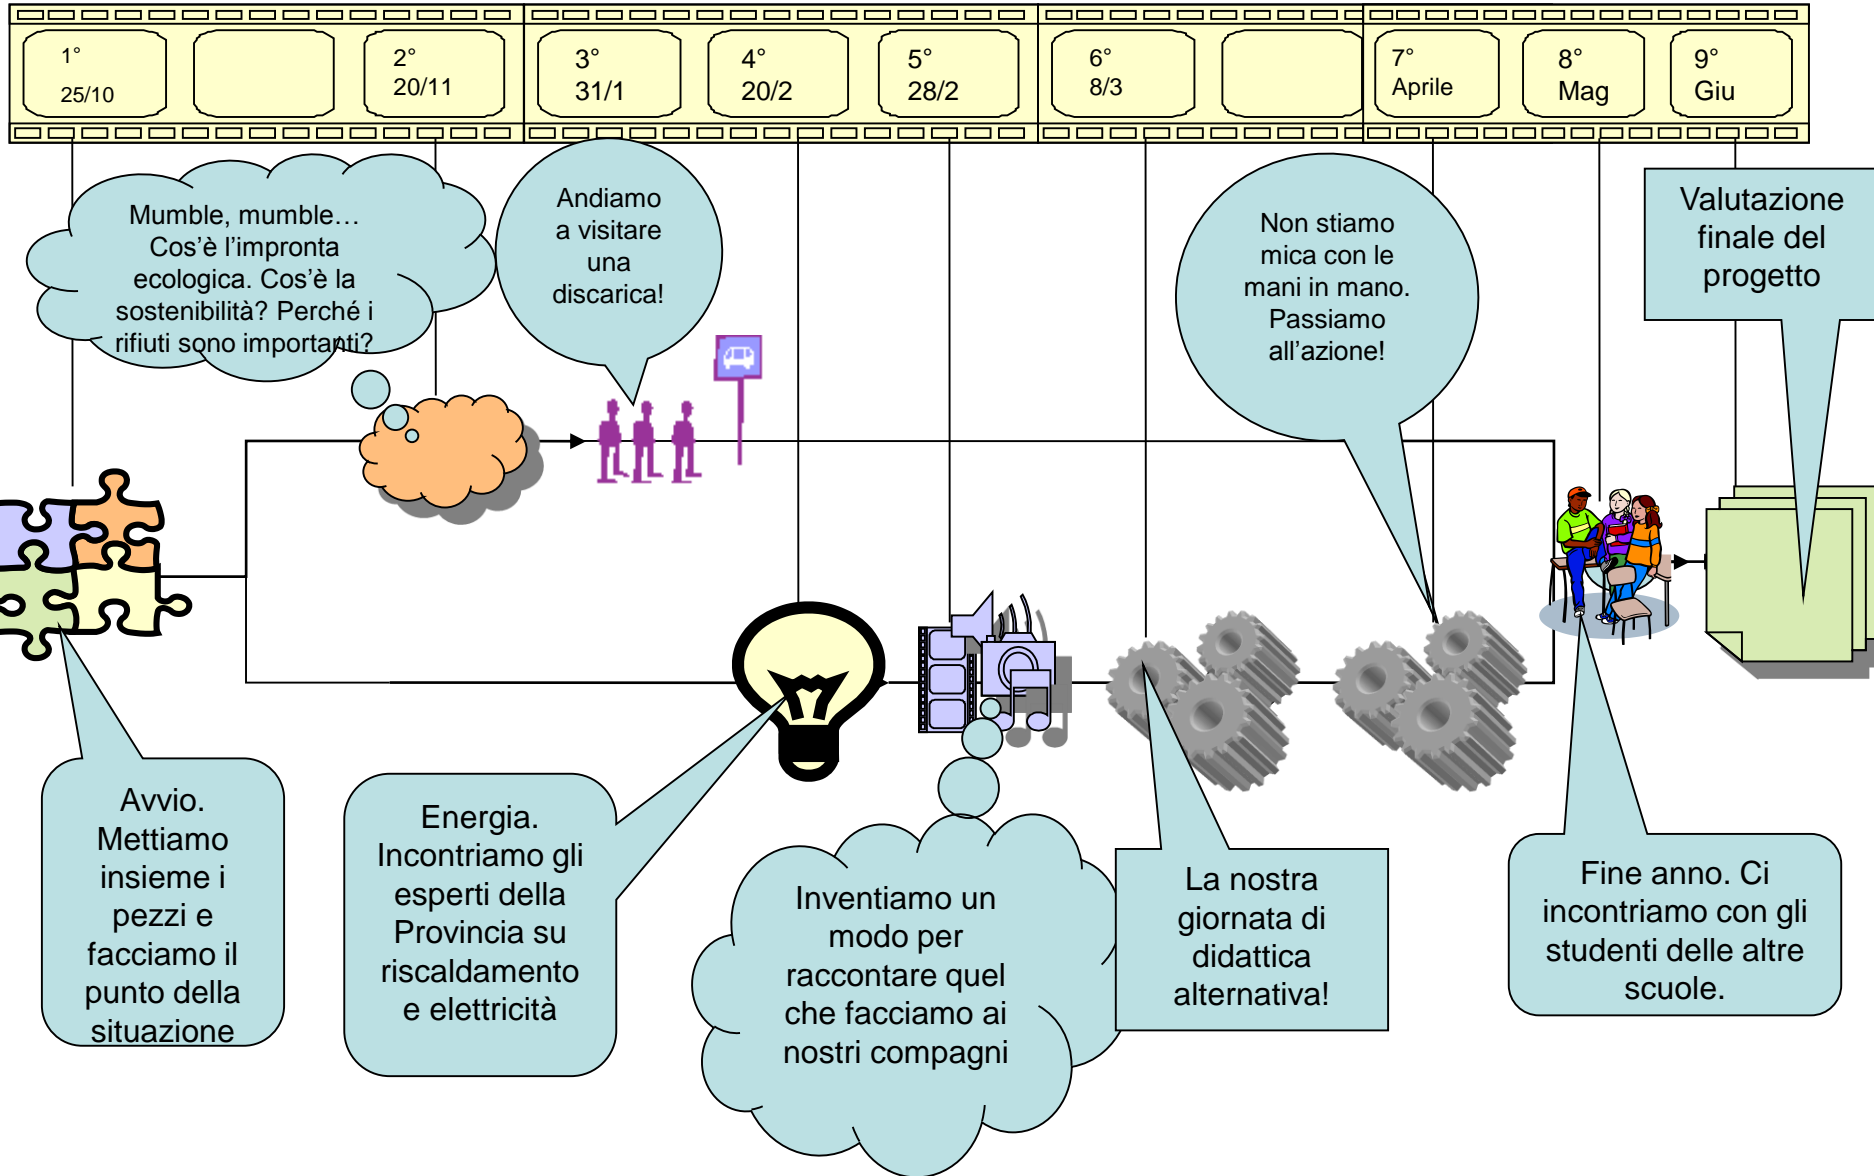 1°
25/10
2°
20/11
3°
31/1
4°
20/2
5°
28/2
6°
8/3
7°
Aprile
8°
Mag
9°
Giu
Mumble, mumble…
Cos’è l’impronta
ecologica. Cos’è la
sostenibilità? Perché i
rifiuti sono importanti?
Andiamo
a visitare
una
discarica!
Non stiamo
mica con le
mani in mano.
Passiamo
all’azione!
Valutazione
finale del
progetto
Avvio.
Mettiamo
insieme i
pezzi e
facciamo il
punto della
situazione
Energia.
Incontriamo gli
esperti della
Provincia su
riscaldamento
e elettricità
Inventiamo un
modo per
raccontare quel
che facciamo ai
nostri compagni
La nostra
giornata di
didattica
alternativa!
Fine anno. Ci
incontriamo con gli
studenti delle altre
scuole.